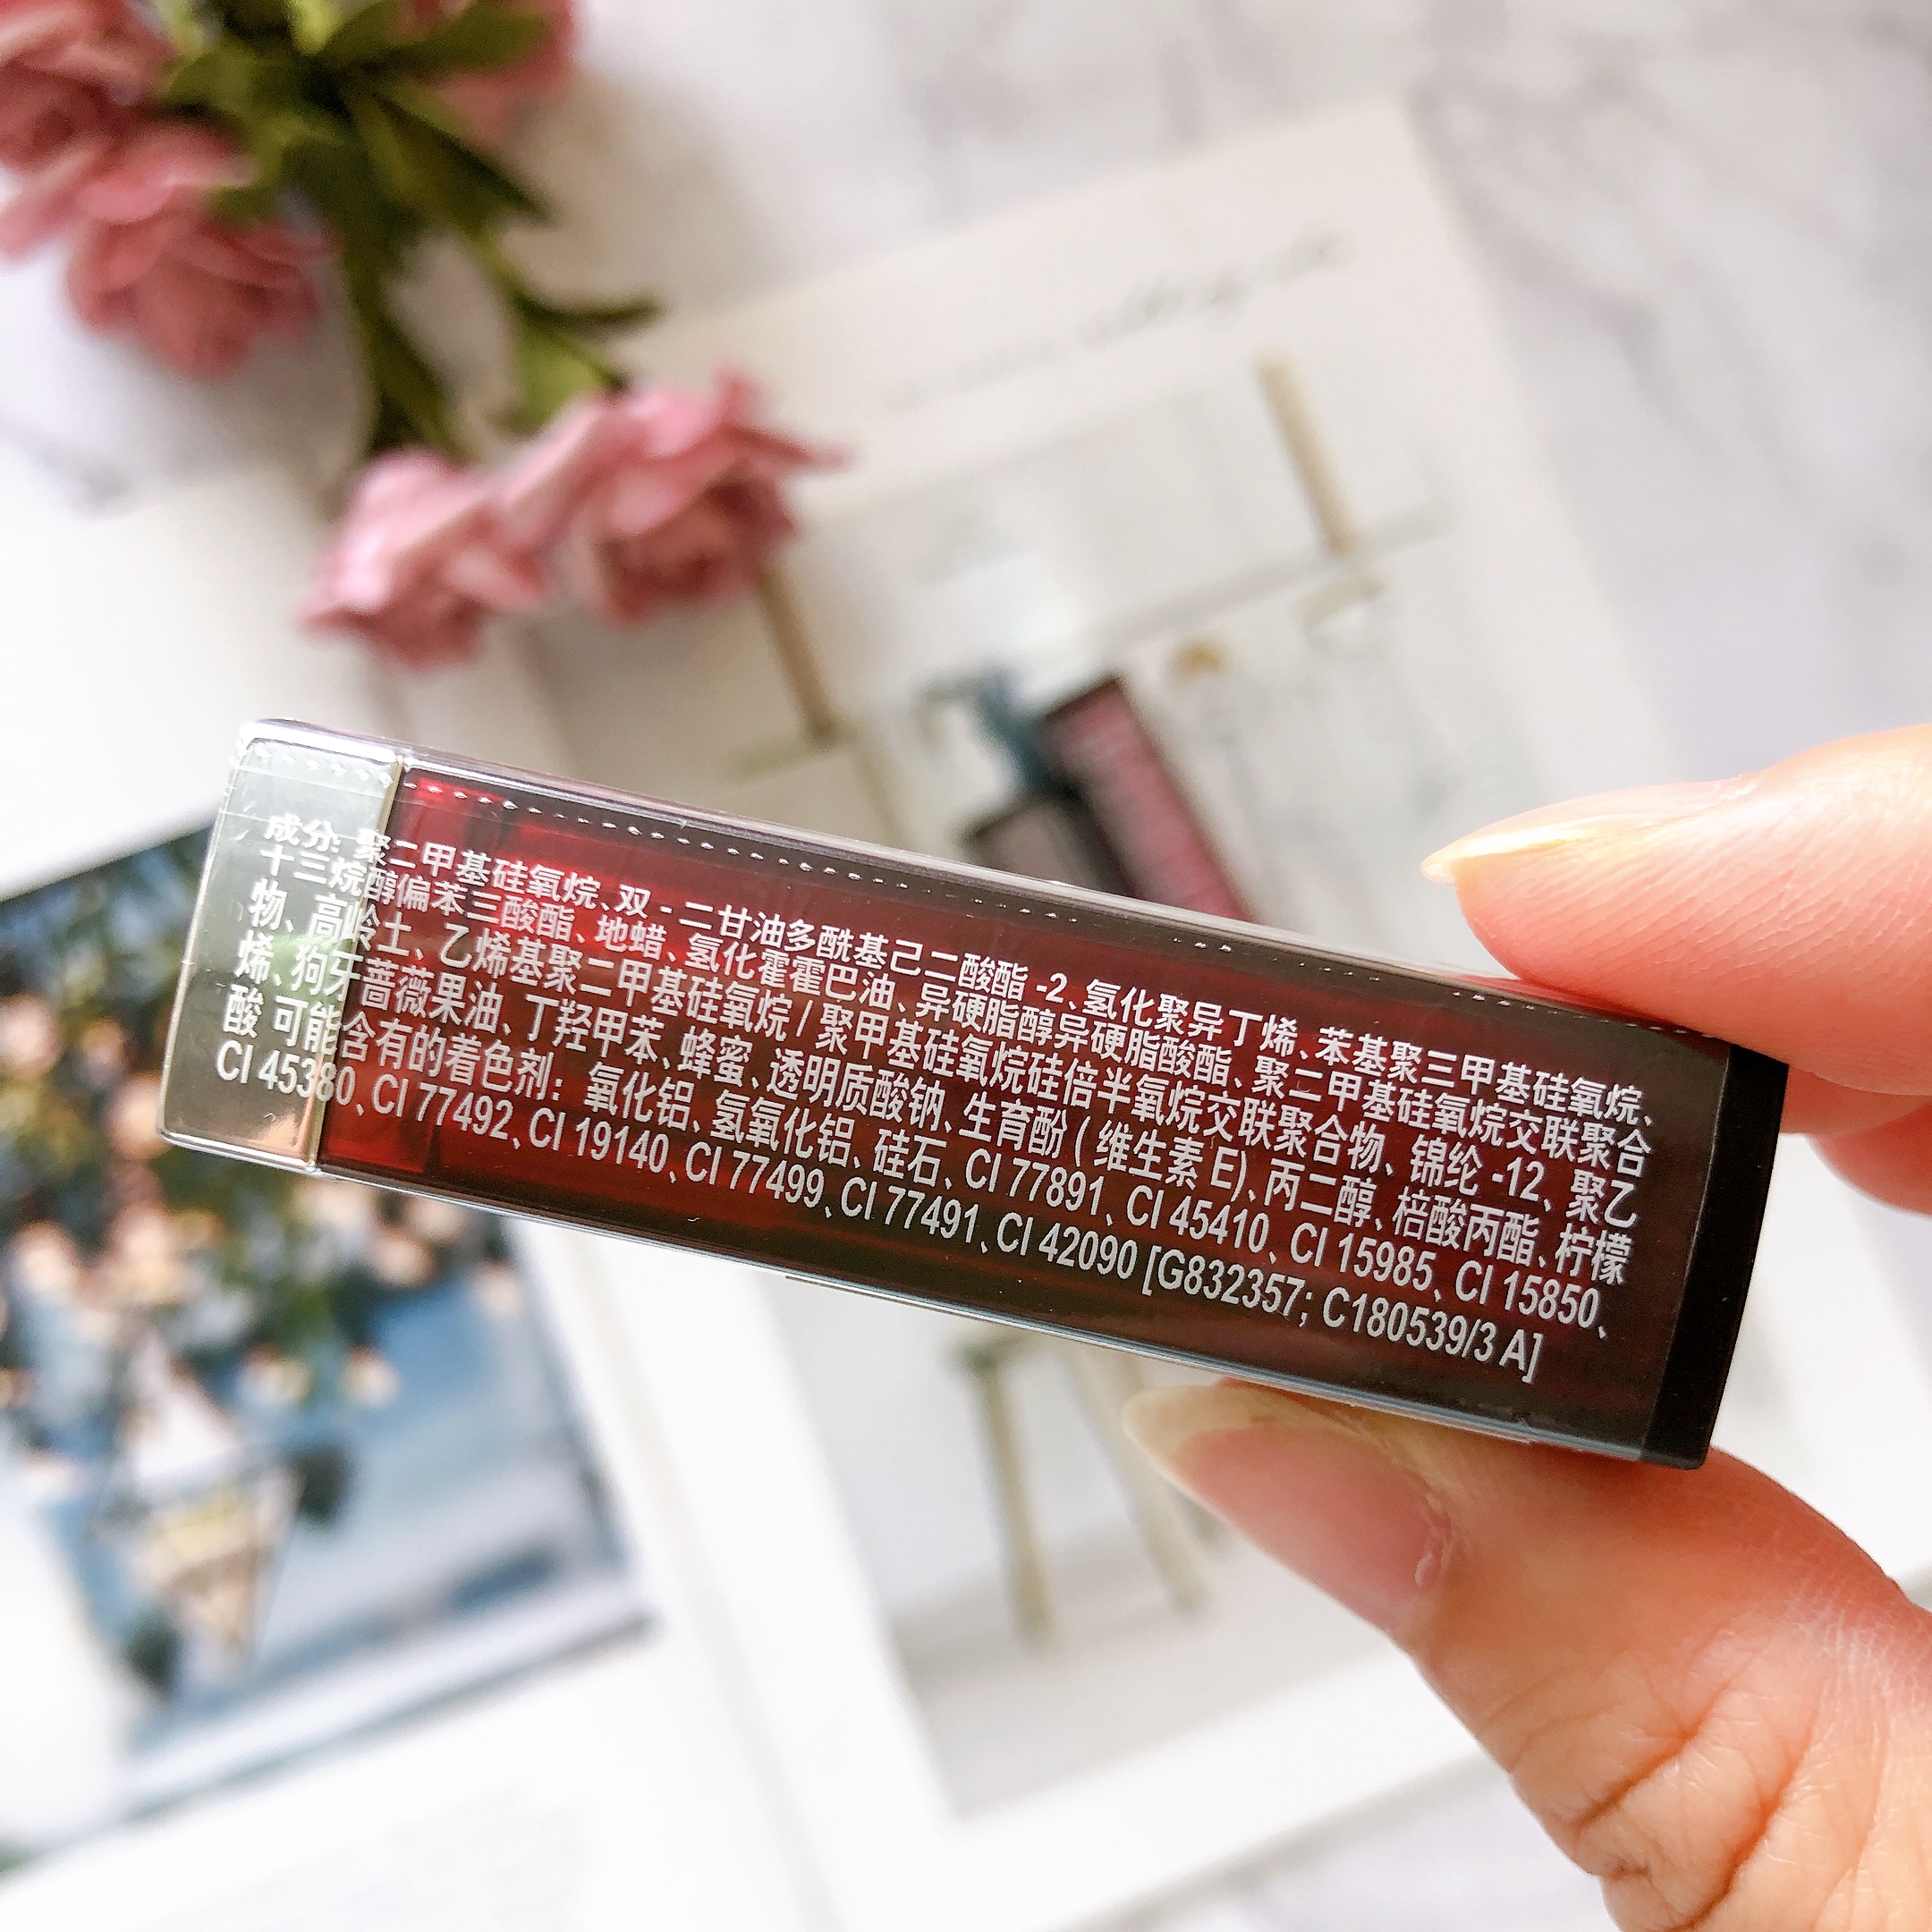 成分: 聚二甲基硅氧烷、双 - 二甘油多酰基己二酸酯 -2、氢化聚异丁烯、苯基聚三甲基硅氧烷、
十三烷醇偏苯三酸酯、地蜡、氢化霍霍巴油、异硬脂醇异硬脂酸酯、聚二甲基硅氧烷交联聚合
物、高岭土、乙烯基聚二甲基硅氧烷 / 聚甲基硅氧烷硅倍半氧烷交联聚合物、锦纶 -12、聚乙
烯、狗牙蔷薇果油、丁羟甲苯、蜂蜜、透明质酸钠、生育酚 ( 维生素 E)、丙二醇、棓酸丙酯、柠檬
酸 可能含有的着色剂： 氧化铝、氢氧化铝、硅石、CI 77891、CI 45410、CI 15985、CI 15850、
CI 45380、CI 77492、CI 19140、CI 77499、CI 77491、CI 42090 [G832357; C180539/3 A]